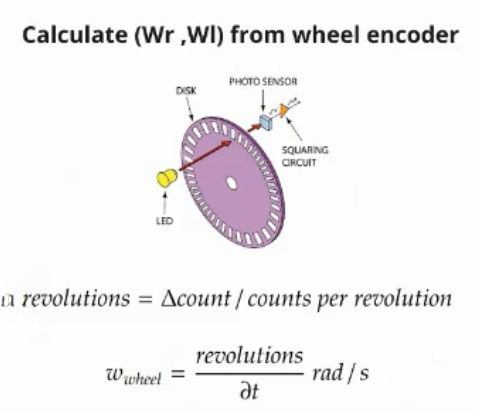 Calculate (Wr ,Wl) from wheel encoder
PHOTO SENSOR
DISK
SQUARING
CIRCUIT
LED
revolutions = Δcount / counts per revolution
w_wheel = revolutions / ∂t rad / s